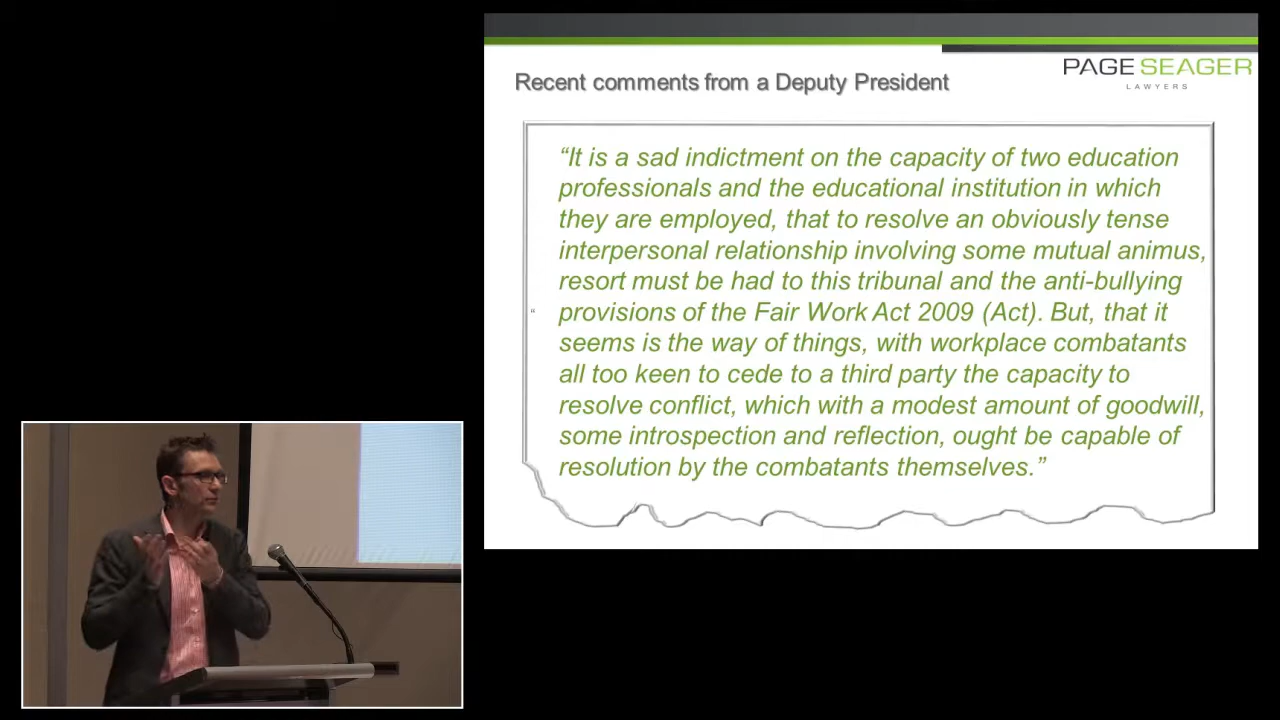 PAGE SEAGER
LAWYERS
Recent comments from a Deputy President
“It is a sad indictment on the capacity of two education
professionals and the educational institution in which
they are employed, that to resolve an obviously tense
interpersonal relationship involving some mutual animus,
resort must be had to this tribunal and the anti-bullying
“
provisions of the Fair Work Act 2009 (Act). But, that it
seems is the way of things, with workplace combatants
all too keen to cede to a third party the capacity to
resolve conflict, which with a modest amount of goodwill,
some introspection and reflection, ought be capable of
resolution by the combatants themselves.”